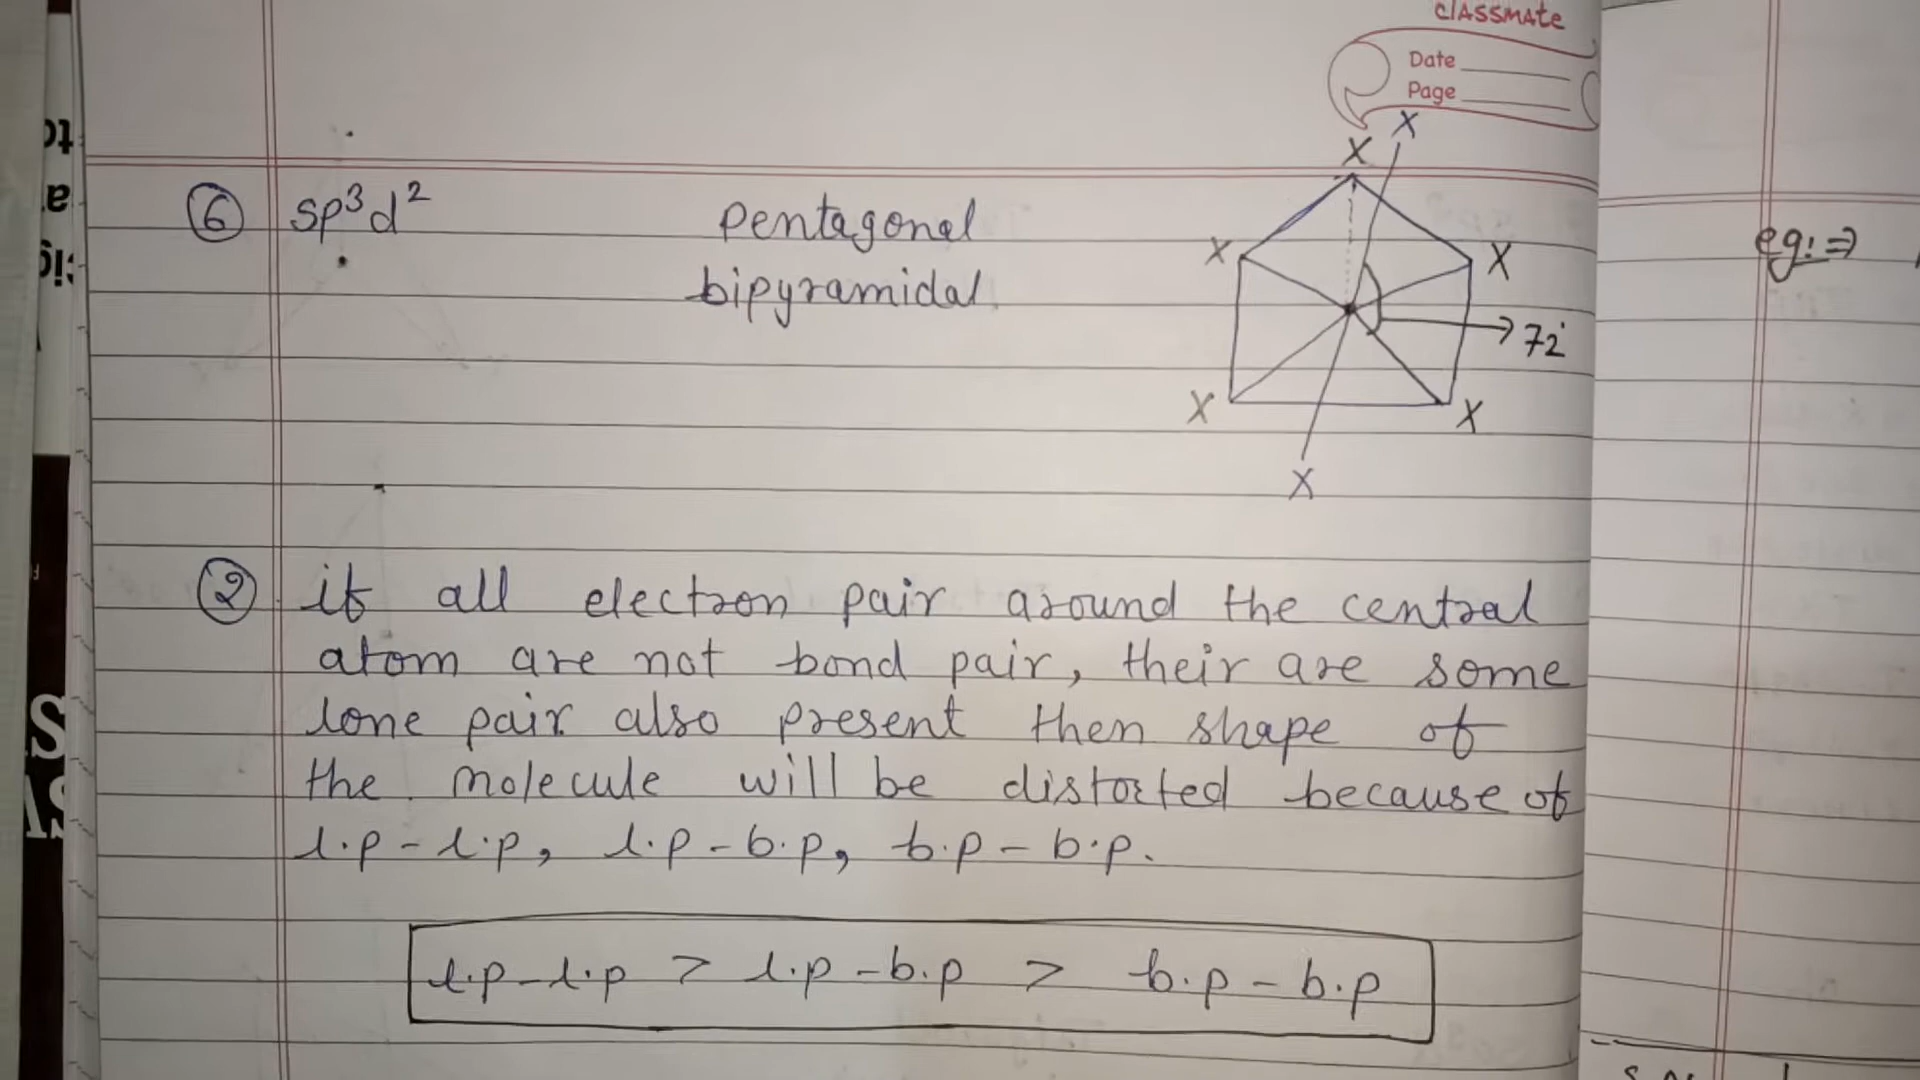 classmate
Date
Page
⑥ sp³d² Pentagonal
bipyramidal
X
X
X
X
72°
X
X
X
② if all electron pair around the central
atom are not bond pair, their are some
lone pair also present then shape of
the molecule will be distorted because of
l.p - l.p, l.p - b.p, b.p - b.p.
l.p - l.p > l.p - b.p > b.p - b.p
eg: ⇒